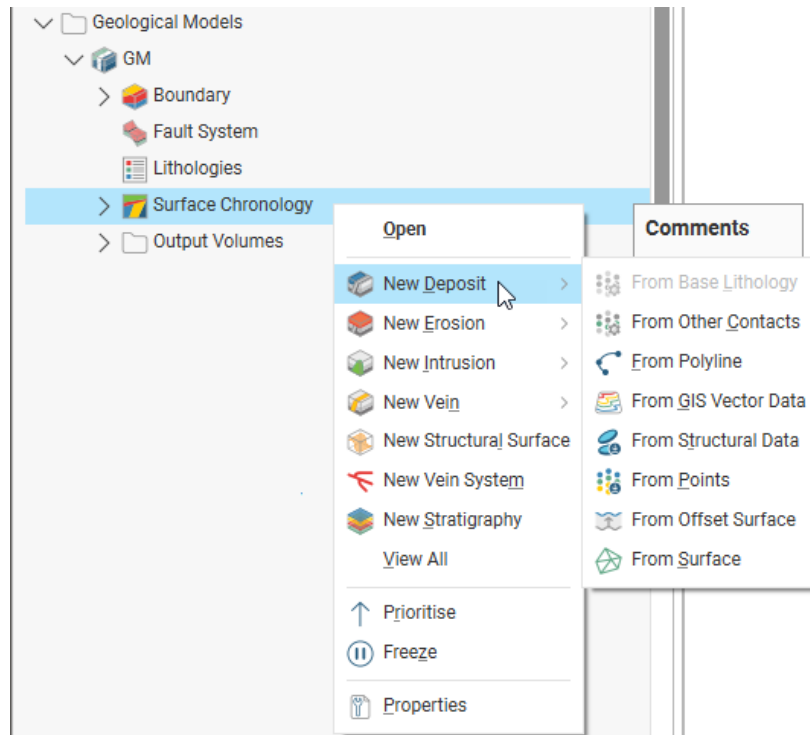 Geological Models
GM
Boundary
Fault System
Lithologies
Surface Chronology
Output Volumes
Open
New Deposit
New Erosion
New Intrusion
New Vein
New Structural Surface
New Vein System
New Stratigraphy
View All
Prioritise
Freeze
Properties
Comments
From Base Lithology
From Other Contacts
From Polyline
From GIS Vector Data
From Structural Data
From Points
From Offset Surface
From Surface